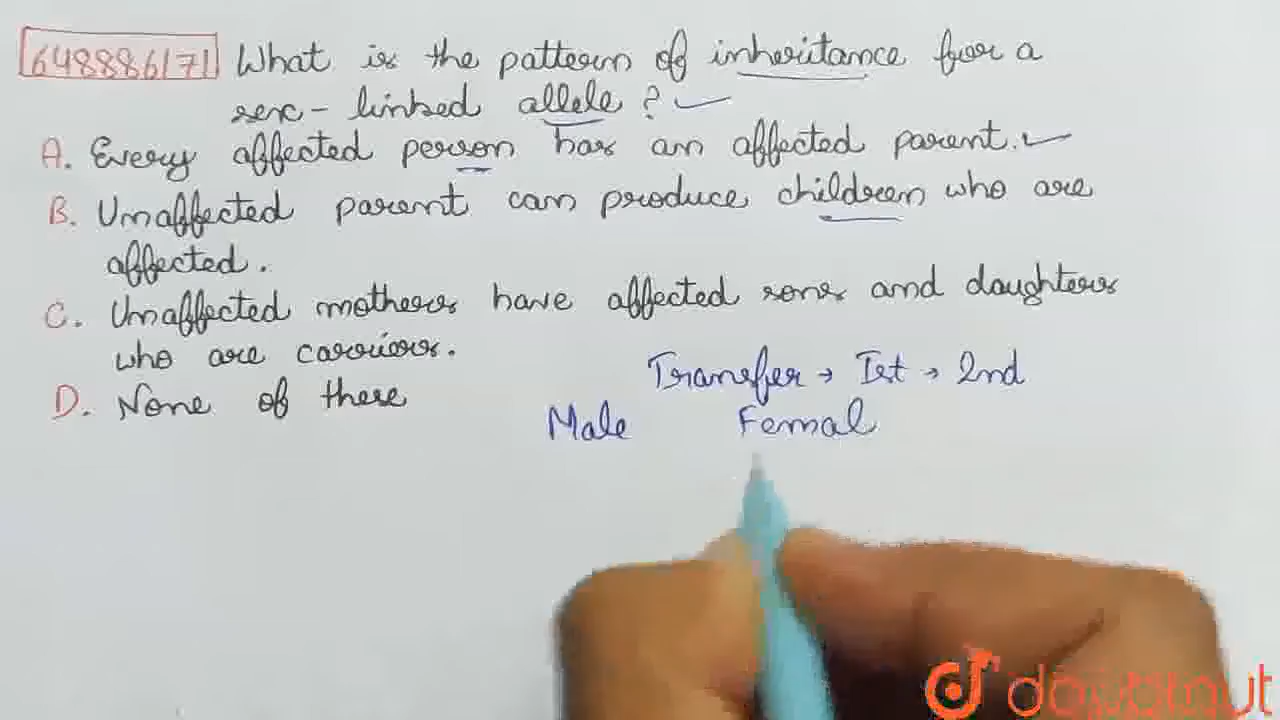 648886171 What is the pattern of inheritance for a
sex-linked allele?
A. Every affected person has an affected parent.
B. Unaffected parent can produce children who are
affected.
C. Unaffected mothers have affected sons and daughters
who are carriers.
Transfer → Ist → 2nd
D. None of these
Male Femal
doubtnut